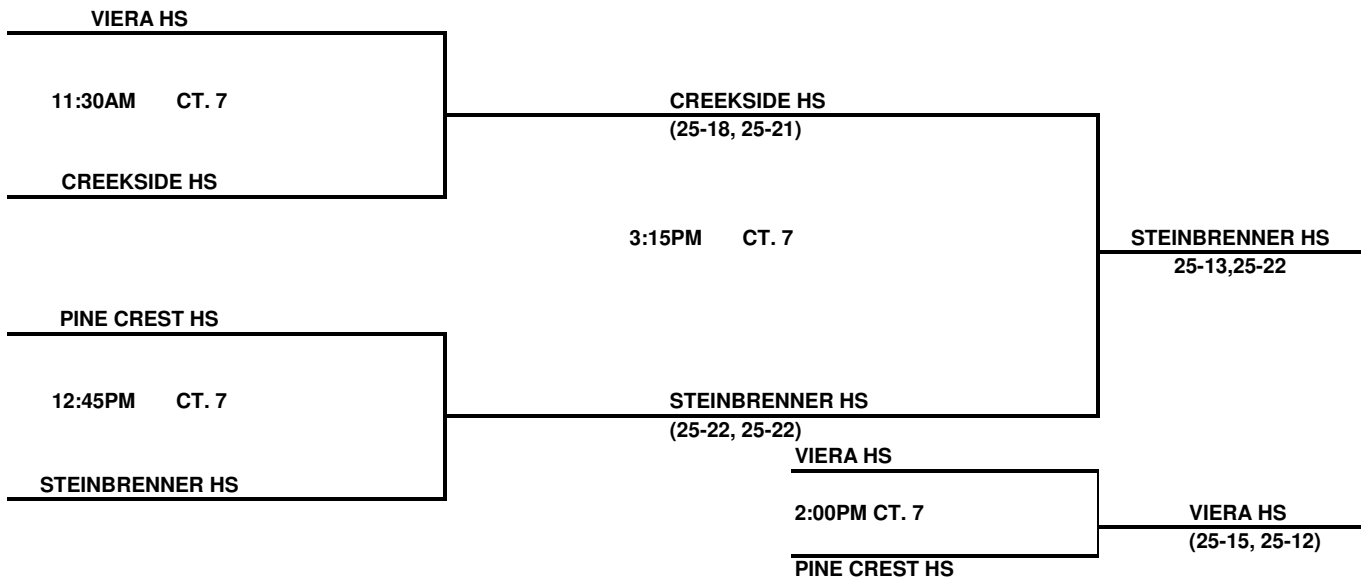 VIERA HS
11:30AM CT. 7
CREEKSIDE HS
(25-18, 25-21)
CREEKSIDE HS
3:15PM CT. 7
STEINBRENNER HS
25-13,25-22
PINE CREST HS
12:45PM CT. 7
STEINBRENNER HS
(25-22, 25-22)
STEINBRENNER HS
VIERA HS
2:00PM CT. 7
VIERA HS
(25-15, 25-12)
PINE CREST HS